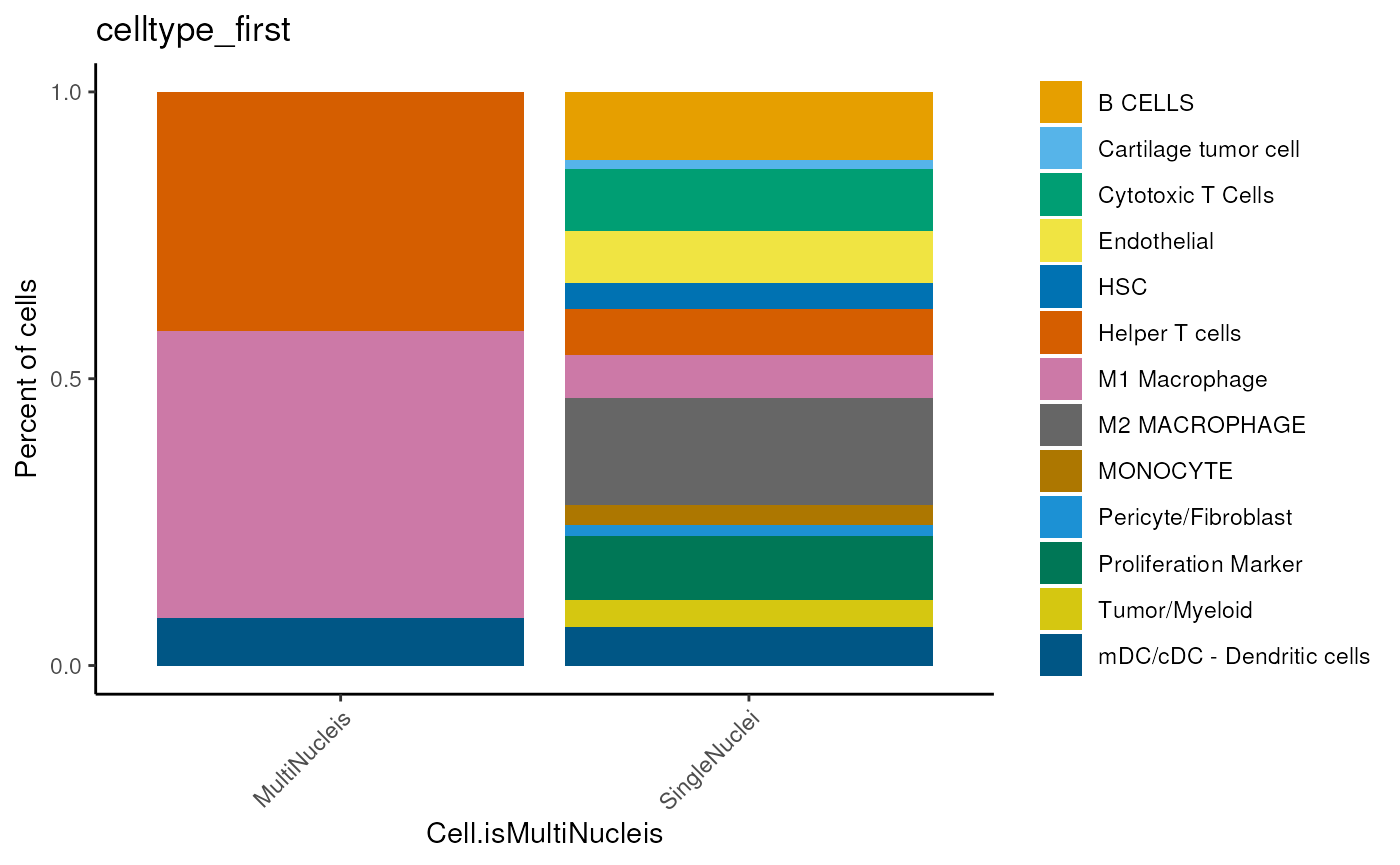 celltype_first
Percent of cells
1.0
0.5
0.0
MultiNucleis
SingleNuclei
Cell.isMultiNucleis
B CELLS
Cartilage tumor cell
Cytotoxic T Cells
Endothelial
HSC
Helper T cells
M1 Macrophage
M2 MACROPHAGE
MONOCYTE
Pericyte/Fibroblast
Proliferation Marker
Tumor/Myeloid
mDC/cDC - Dendritic cells